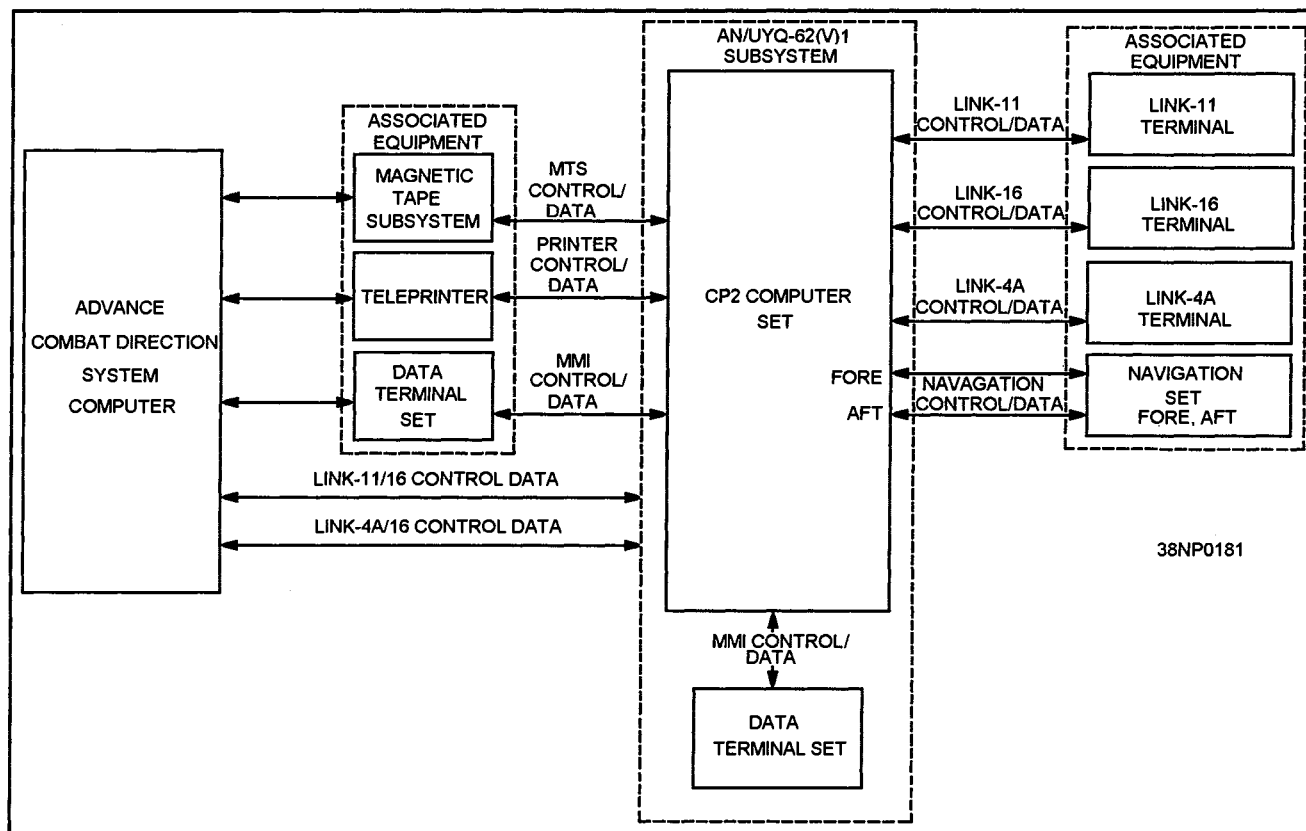 AN/UYQ-62(V)1
SUBSYSTEM
ASSOCIATED
EQUIPMENT
ADVANCE
COMBAT DIRECTION
SYSTEM
COMPUTER
ASSOCIATED
EQUIPMENT
MAGNETIC
TAPE
SUBSYSTEM
TELEPRINTER
DATA
TERMINAL
SET
MTS
CONTROL/
DATA
PRINTER
CONTROL/
DATA
MMI
CONTROL/
DATA
LINK-11/16 CONTROL DATA
LINK-4A/16 CONTROL DATA
CP2 COMPUTER
SET
FORE
AFT
LINK-11
CONTROL/DATA
LINK-16
CONTROL/DATA
LINK-4A
CONTROL/DATA
NAVAGATION
CONTROL/DATA
LINK-11
TERMINAL
LINK-16
TERMINAL
LINK-4A
TERMINAL
NAVIGATION
SET
FORE, AFT
38NP0181
MMI CONTROL/
DATA
DATA
TERMINAL SET